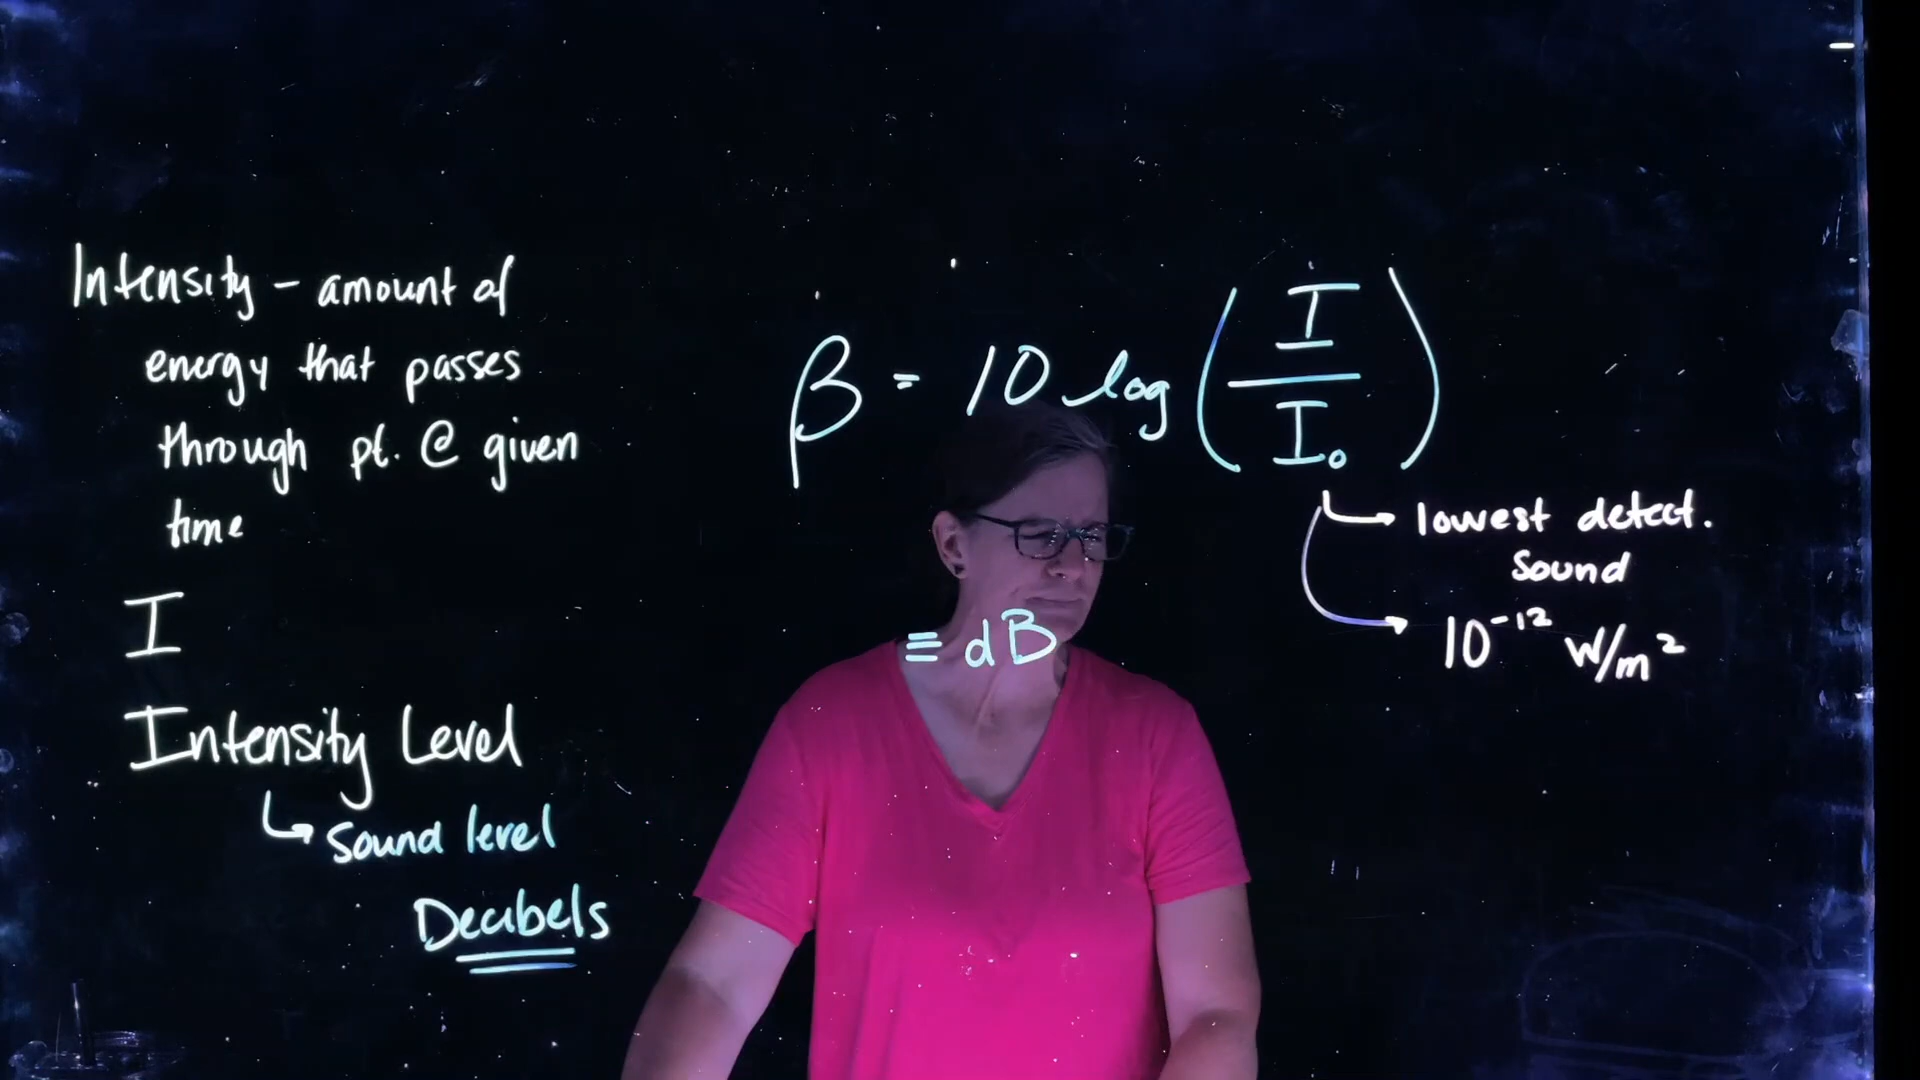 Intensity - amount of
energy that passes
through pt. @ given
time
I
Intensity Level
↳ Sound level
Decibels
β = 10 log (I/I₀)
≡ dB
↳ lowest detect.
sound
→ 10⁻¹² W/m²